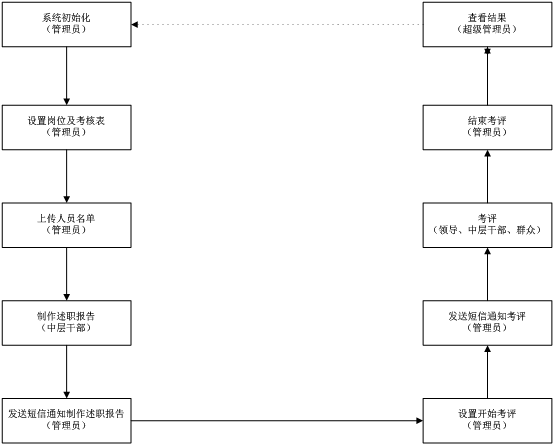 系统初始化
（管理员）
设置岗位及考核表
（管理员）
上传人员名单
（管理员）
制作述职报告
（中层干部）
发送短信通知制作述职报告
（管理员）
设置开始考评
（管理员）
发送短信通知考评
（管理员）
考评
（领导、中层干部、群众）
结束考评
（管理员）
查看结果
（超级管理员）